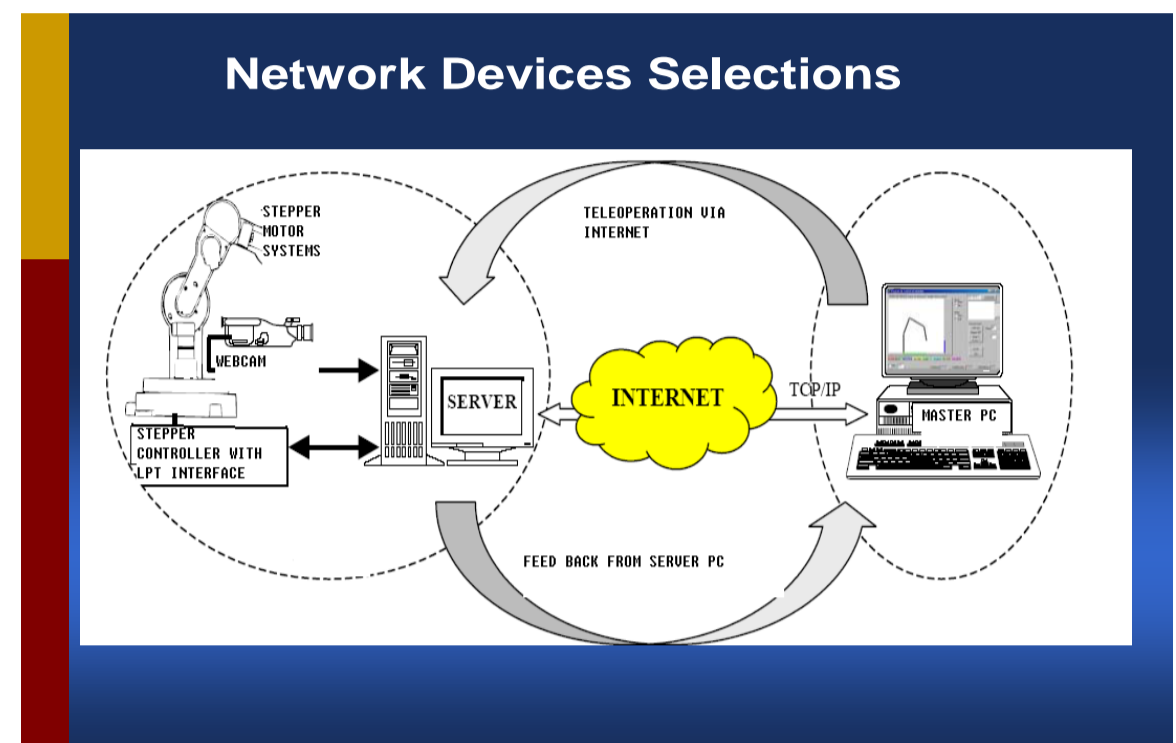 Network Devices Selections
STEPPER
MOTOR
SYSTEMS
TELEOPERATION VIA
INTERNET
WEBCAM
SERVER
INTERNET
TCP/IP
MASTER PC
STEPPER
CONTROLLER WITH
LPT INTERFACE
FEED BACK FROM SERVER PC